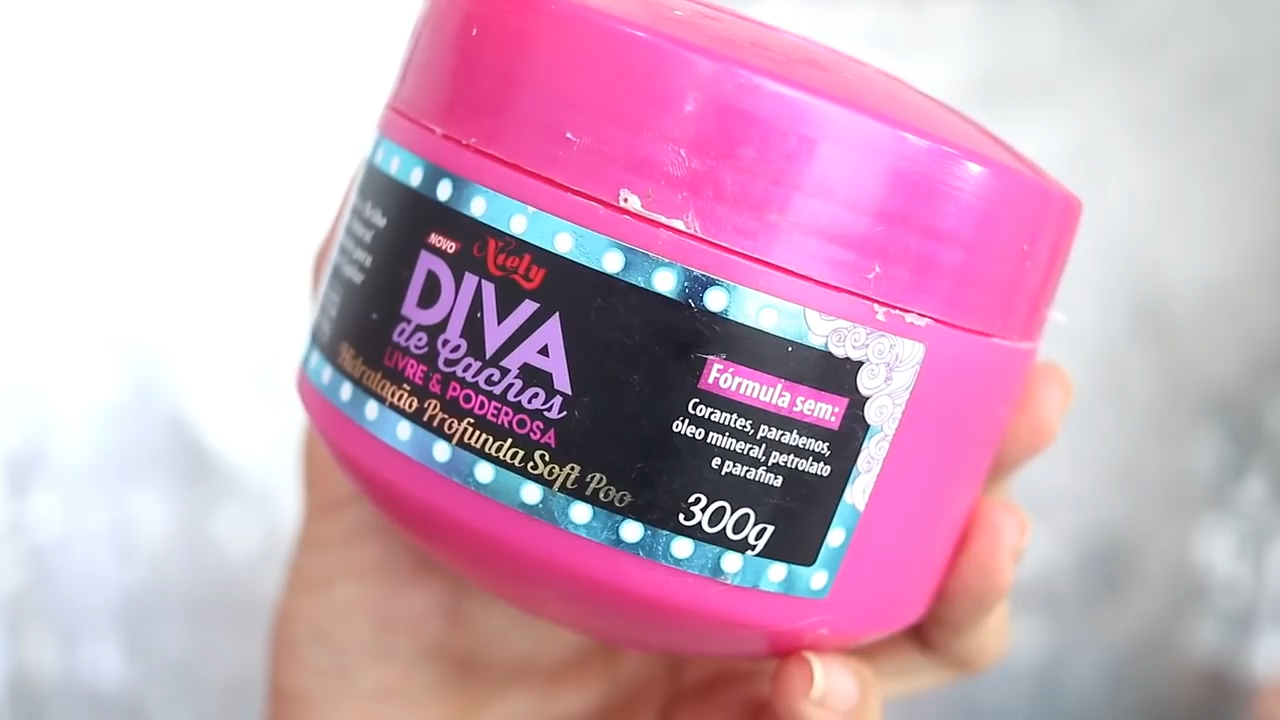 NOVO
Niely
DIVA
de Cachos
LIVRE & PODEROSA
Hidratação Profunda Soft Poo
Fórmula sem:
Corantes, parabenos,
óleo mineral, petrolato
e parafina
300g